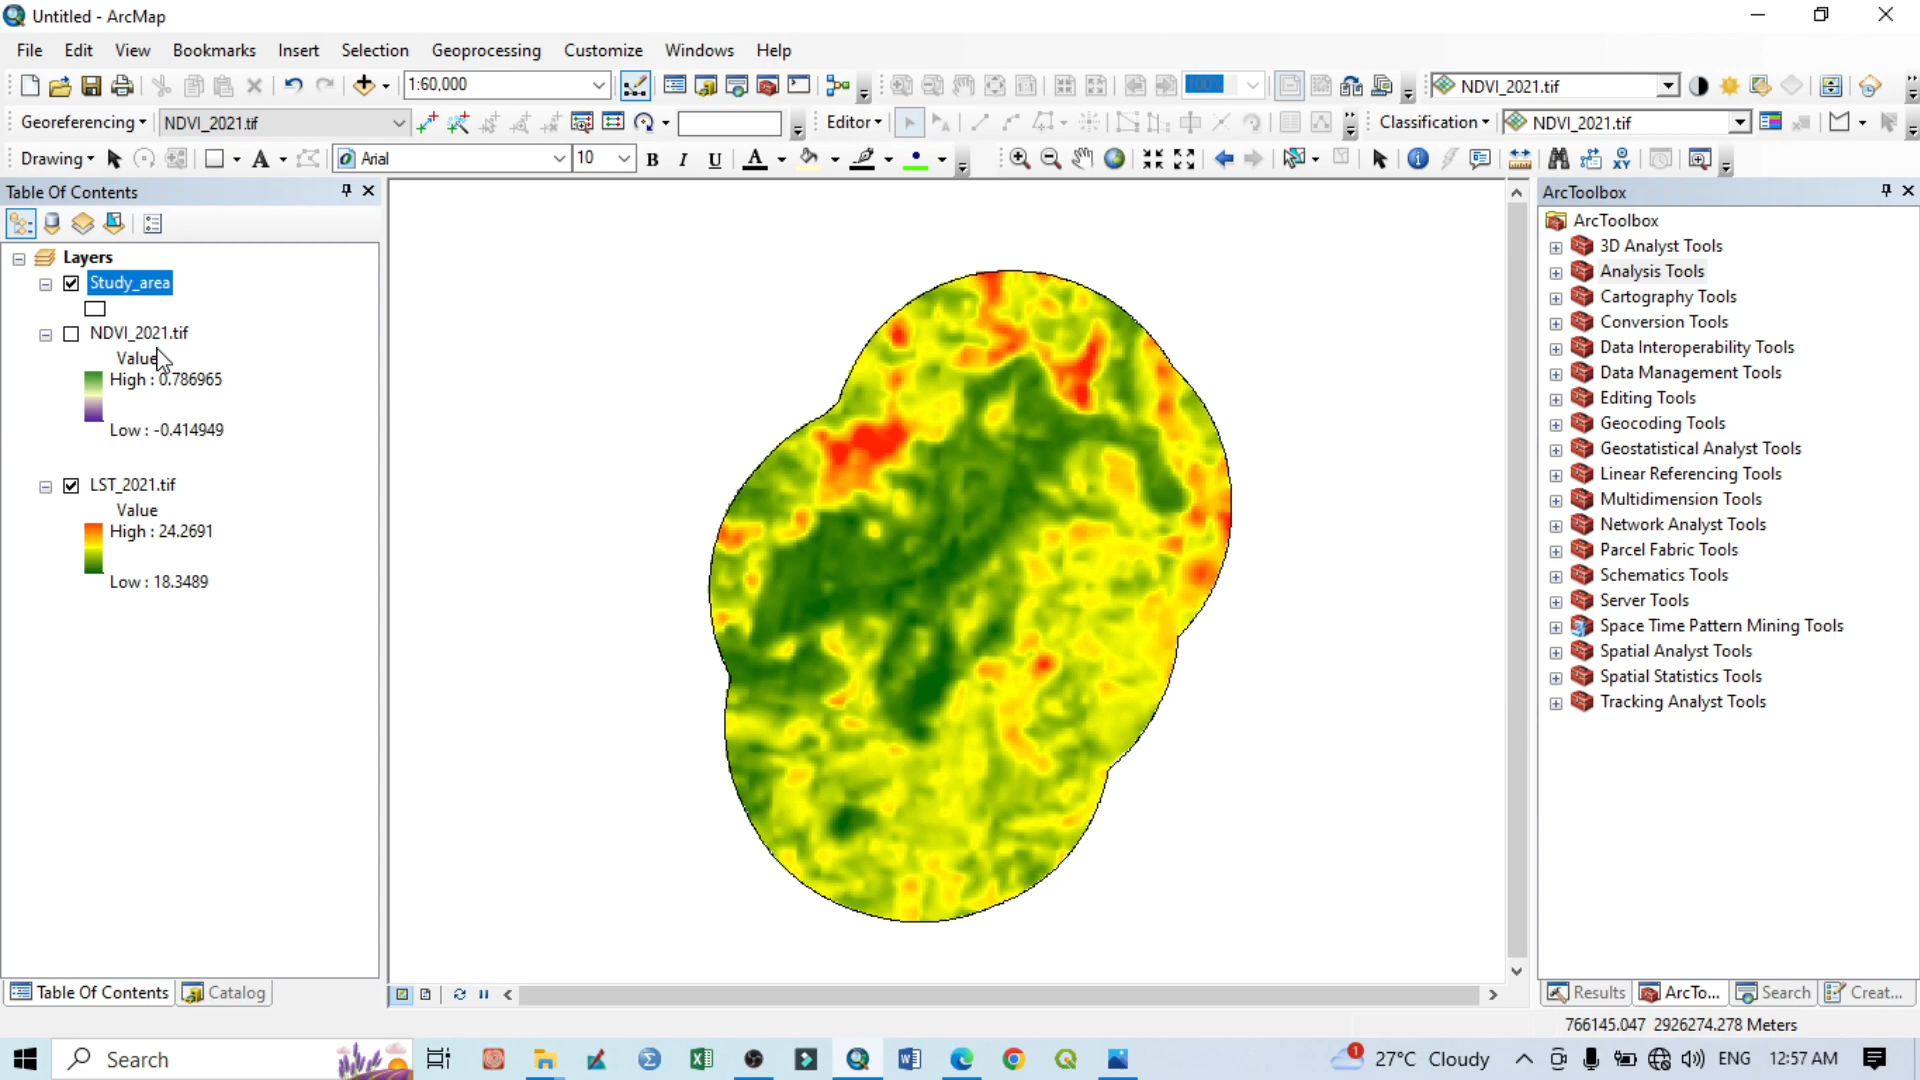 Untitled - ArcMap
File Edit View Bookmarks Insert Selection Geoprocessing Customize Windows Help
1:60,000 100% NDVI_2021.tif
Georeferencing NDVI_2021.tif Editor Classification NDVI_2021.tif
Drawing A Arial 10 B I U A XY
Table Of Contents
ArcToolbox
Layers
Study_area
NDVI_2021.tif
Value
High : 0.786965
Low : -0.414949
LST_2021.tif
Value
High : 24.2691
Low : 18.3489
ArcToolbox
3D Analyst Tools
Analysis Tools
Cartography Tools
Conversion Tools
Data Interoperability Tools
Data Management Tools
Editing Tools
Geocoding Tools
Geostatistical Analyst Tools
Linear Referencing Tools
Multidimension Tools
Network Analyst Tools
Parcel Fabric Tools
Schematics Tools
Server Tools
Space Time Pattern Mining Tools
Spatial Analyst Tools
Spatial Statistics Tools
Tracking Analyst Tools
Table Of Contents Catalog
Results ArcTo... Search Creat...
766145.047 2926274.278 Meters
Search
1 27°C Cloudy ENG 12:57 AM